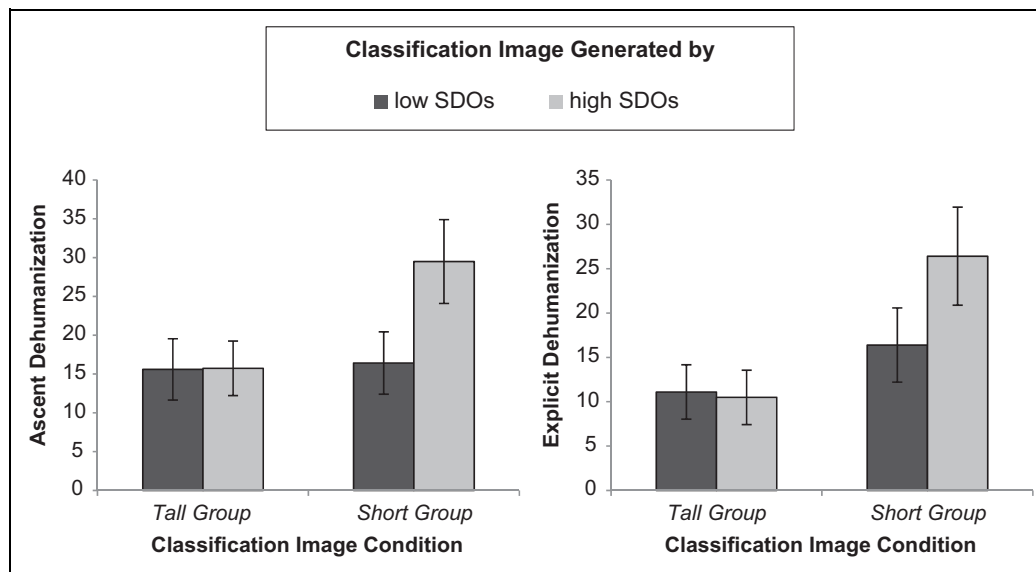 Classification Image Generated by
low SDOs high SDOs
Ascent Dehumanization
40
35
30
25
20
15
10
5
0
Tall Group Short Group
Classification Image Condition
Explicit Dehumanization
35
30
25
20
15
10
5
0
Tall Group Short Group
Classification Image Condition